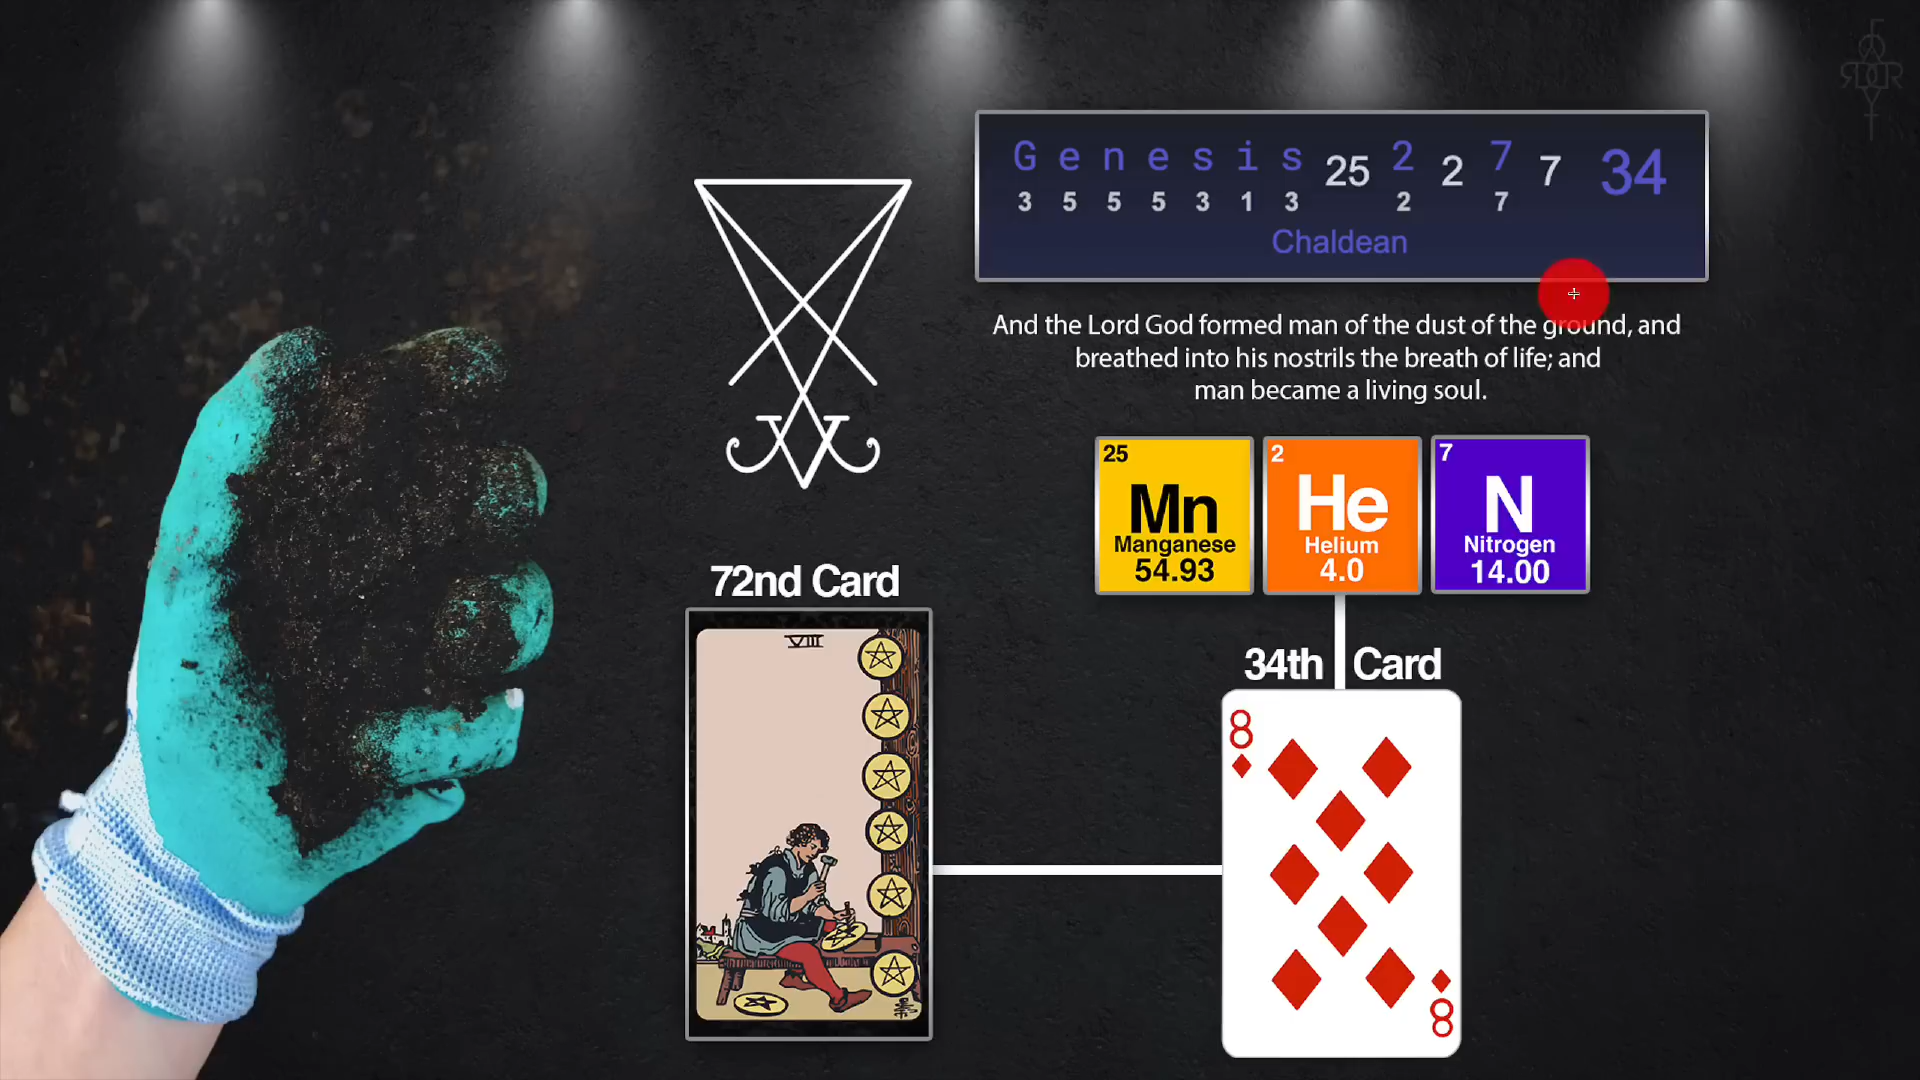 G e n e s i s 25 2 2 7 7 34
3 5 5 5 3 1 3 2 7
Chaldean
And the Lord God formed man of the dust of the ground, and
breathed into his nostrils the breath of life; and
man became a living soul.
25
Mn
Manganese
54.93
2
He
Helium
4.0
7
N
Nitrogen
14.00
72nd Card
VIII
34th Card
8
8